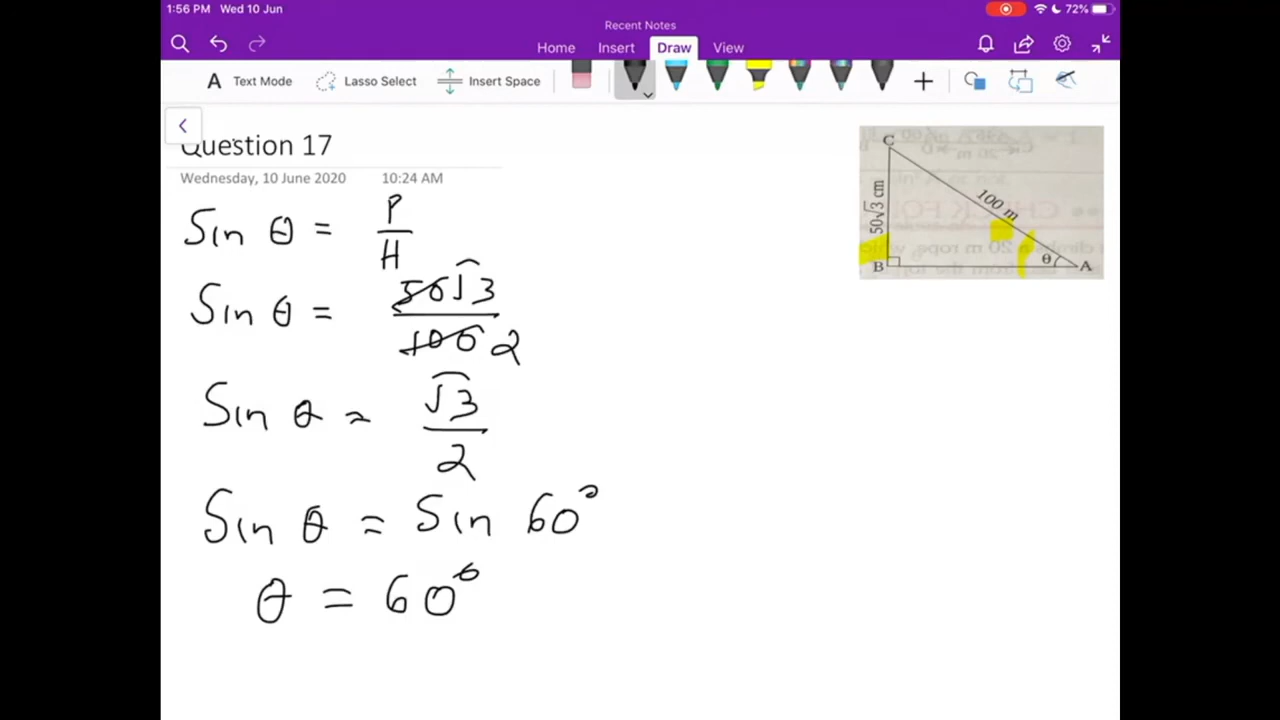 1:56 PM Wed 10 Jun
72%
Recent Notes
Home Insert Draw View
Text Mode Lasso Select Insert Space
Question 17
Wednesday, 10 June 2020 10:24 AM
Sin θ = P/H
Sin θ = 50√3/100 2
Sin θ = √3/2
Sin θ = Sin 60°
θ = 60°
C
50√3 cm
100 m
θ
B
A